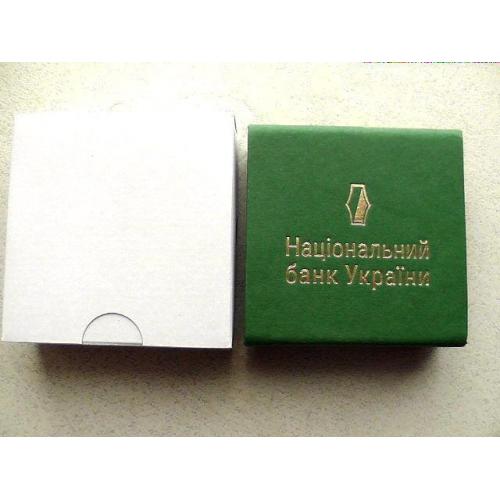 Національний
банк України